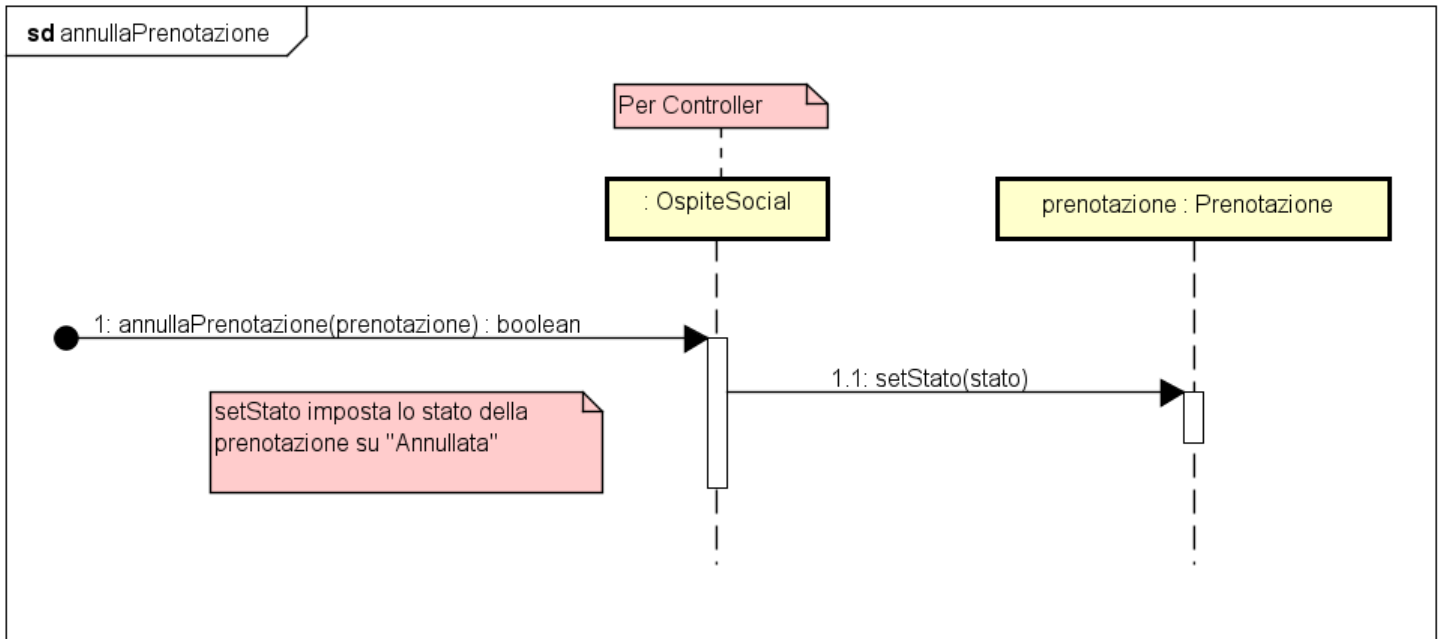 sd annullaPrenotazione
Per Controller
: OspiteSocial
prenotazione : Prenotazione
1: annullaPrenotazione(prenotazione) : boolean
1.1: setStato(stato)
setStato imposta lo stato della
prenotazione su "Annullata"